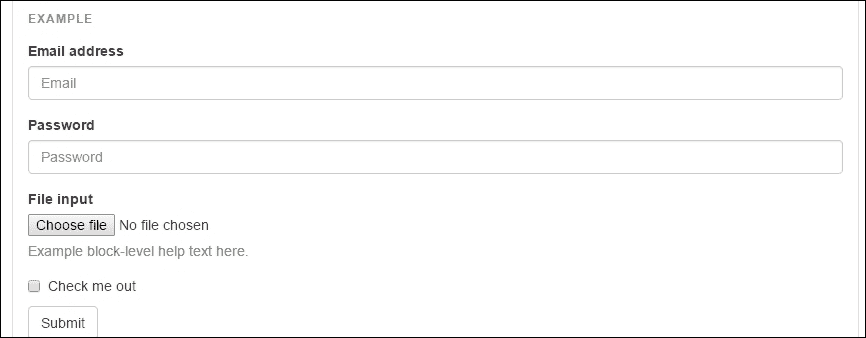 EXAMPLE
Email address
Email
Password
Password
File input
Choose file No file chosen
Example block-level help text here.
Check me out
Submit